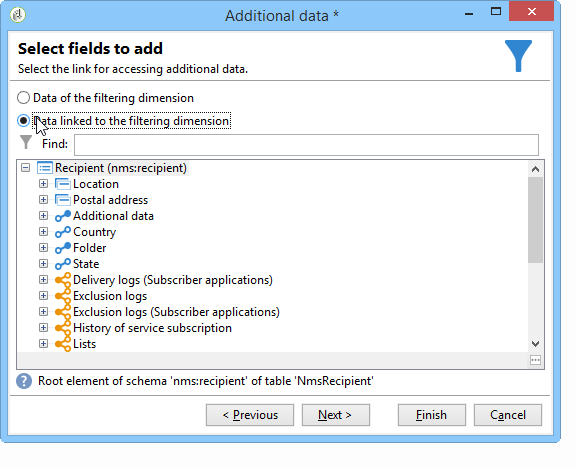 Additional data *
Select fields to add
Select the link for accessing additional data.
Data of the filtering dimension
Data linked to the filtering dimension
Find:
Recipient (nms:recipient)
Location
Postal address
Additional data
Country
Folder
State
Delivery logs (Subscriber applications)
Exclusion logs
Exclusion logs (Subscriber applications)
History of service subscription
Lists
Root element of schema 'nms:recipient' of table 'NmsRecipient'
< Previous Next > Finish Cancel